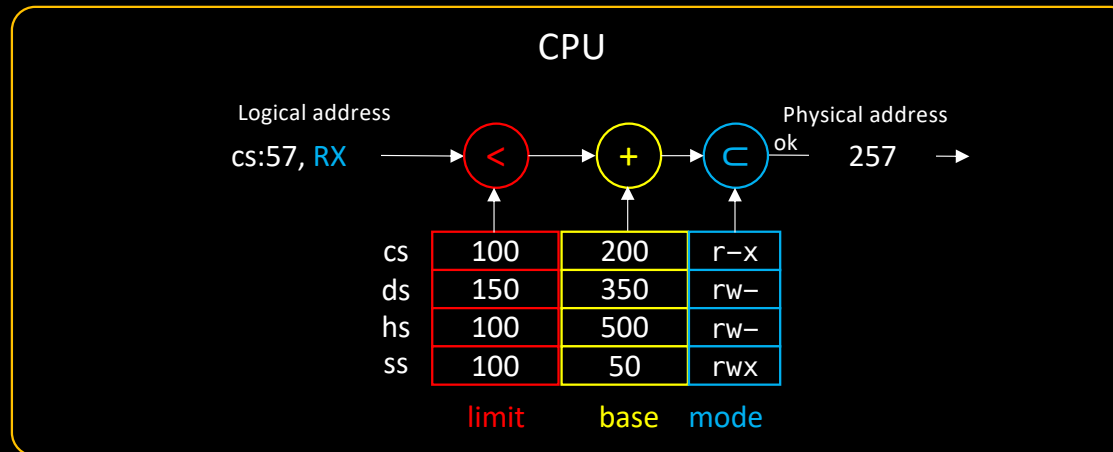 CPU
Logical address
Physical address
cs:57, RX
<
+
⊂
ok
257
cs 100 200 r-x
ds 150 350 rw-
hs 100 500 rw-
ss 100 50 rwx
limit base mode